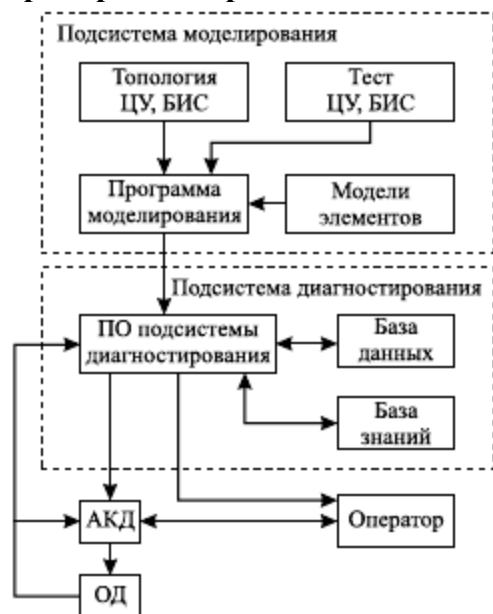 Подсистема моделирования
Топология
ЦУ, БИС
Тест
ЦУ, БИС
Программа
моделирования
Модели
элементов
Подсистема диагностирования
ПО подсистемы
диагностирования
База
данных
База
знаний
АКД
Оператор
ОД